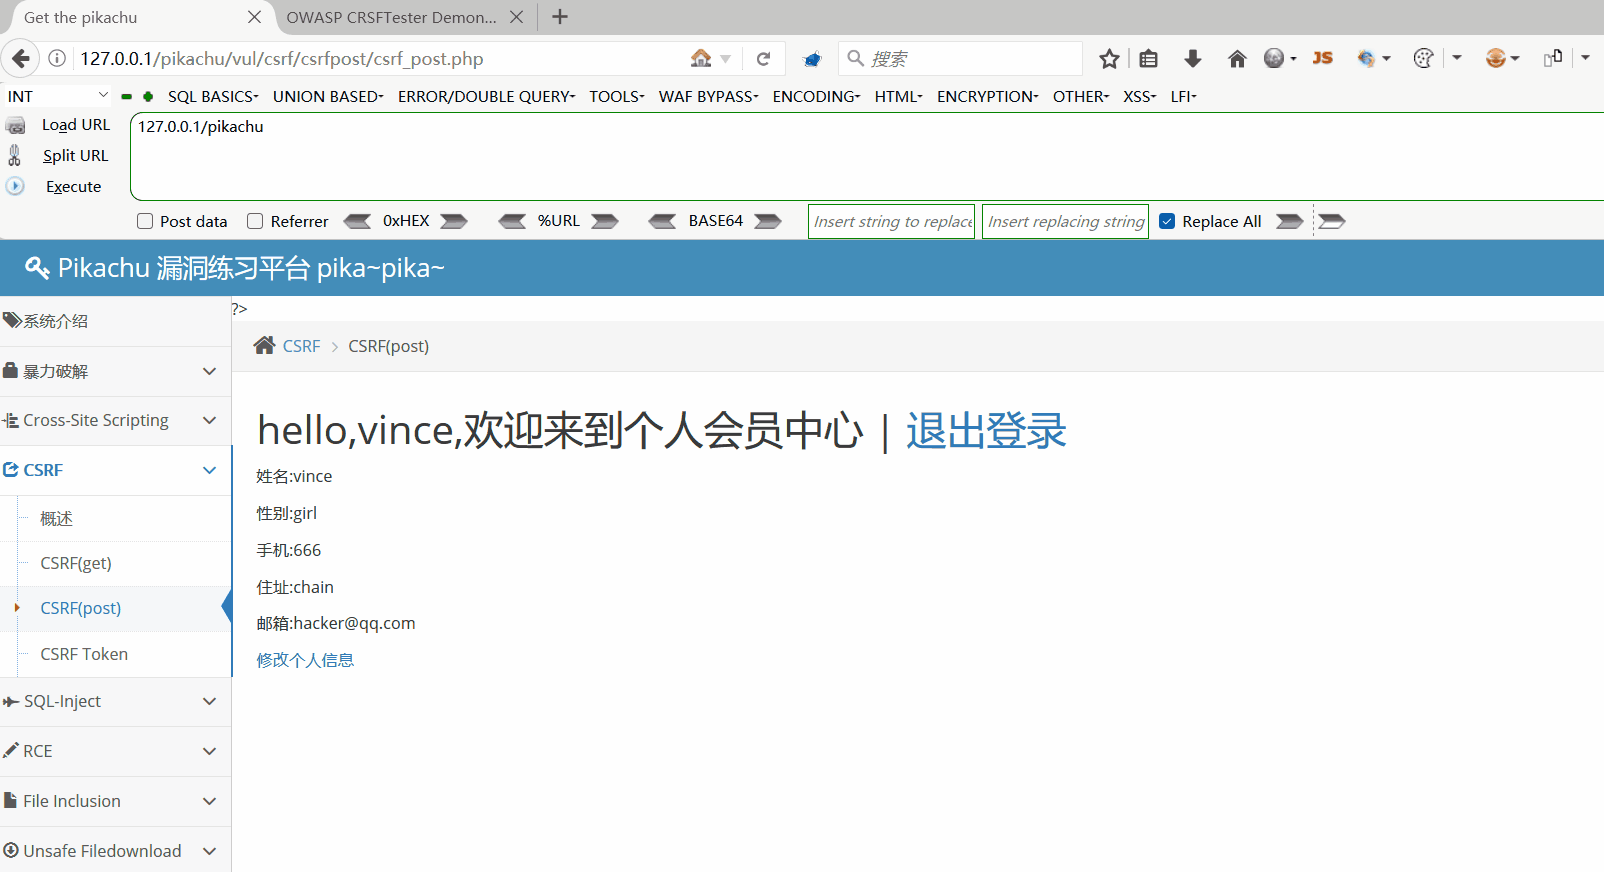 Get the pikachu
OWASP CRSFTester Demon...
127.0.0.1/pikachu/vul/csrf/csrfpost/csrf_post.php
搜索
JS
INT
SQL BASICS
UNION BASED
ERROR/DOUBLE QUERY
TOOLS
WAF BYPASS
ENCODING
HTML
ENCRYPTION
OTHER
XSS
LFI
Load URL
127.0.0.1/pikachu
Split URL
Execute
Post data
Referrer
0xHEX
%URL
BASE64
Insert string to replace
Insert replacing string
Replace All
Pikachu 漏洞练习平台 pika~pika~
?>
系统介绍
暴力破解
Cross-Site Scripting
CSRF
概述
CSRF(get)
CSRF(post)
CSRF Token
SQL-Inject
RCE
File Inclusion
Unsafe Filedownload
CSRF > CSRF(post)
hello,vince,欢迎来到个人会员中心 | 退出登录
姓名:vince
性别:girl
手机:666
住址:chain
邮箱:hacker@qq.com
修改个人信息